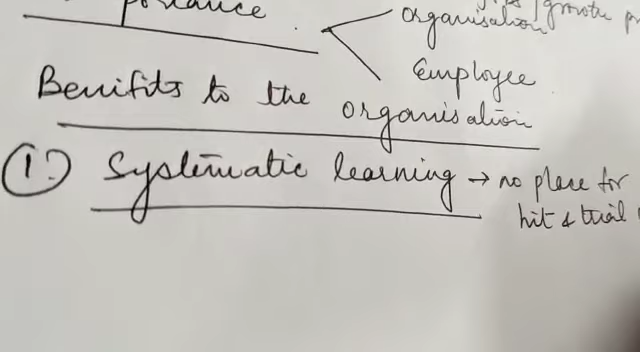 organisation
Employee
Benifits to the organisation
1. Systematic learning → no place for
hit & trial